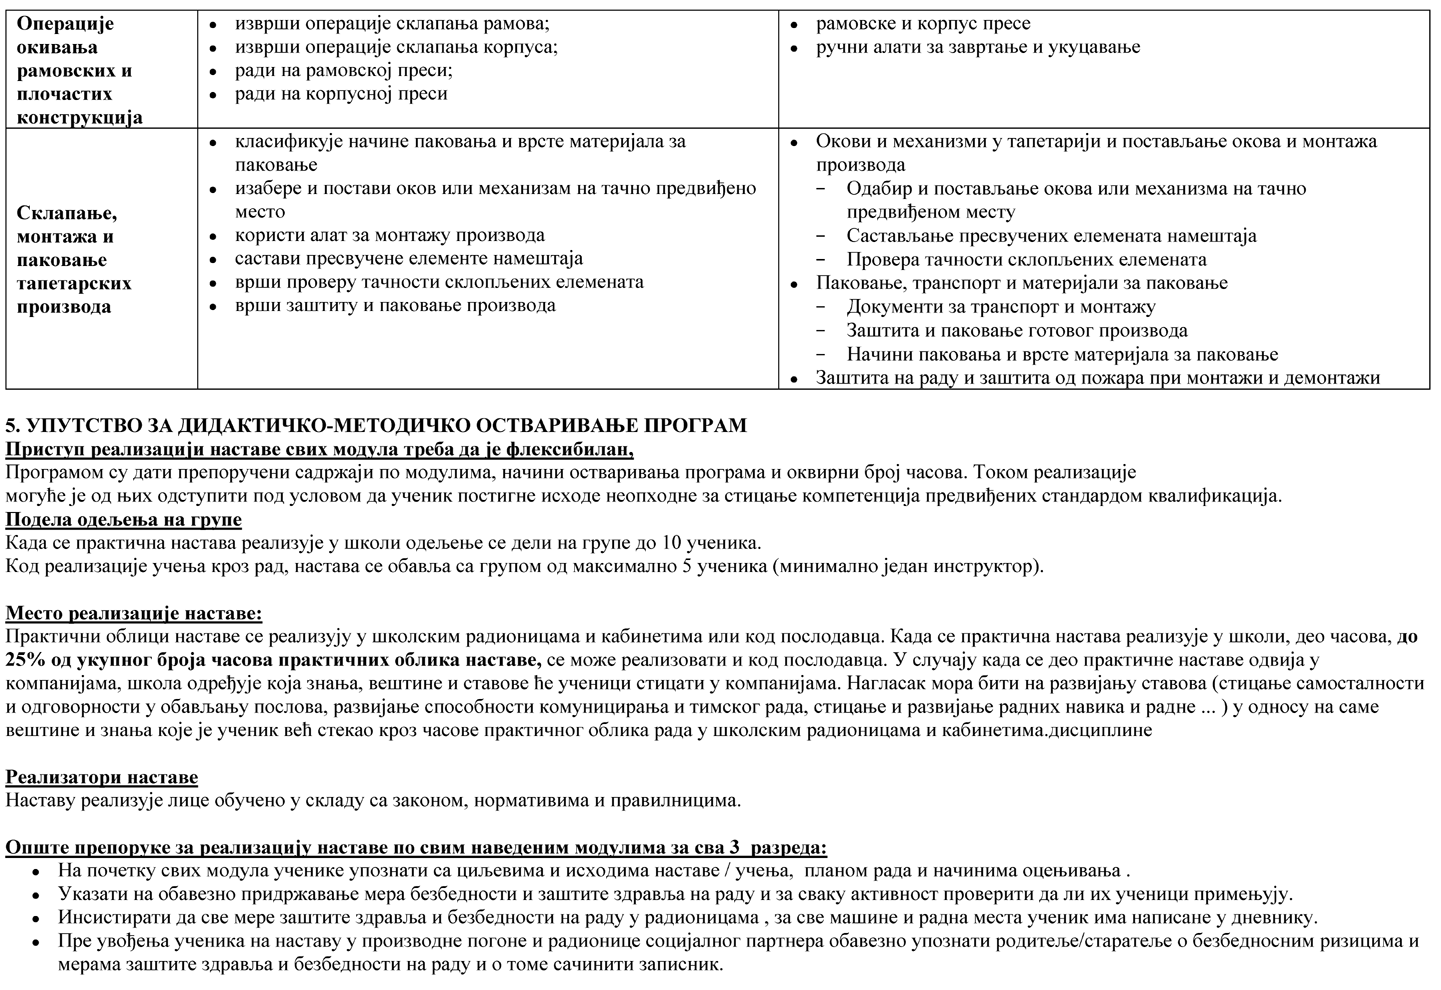 Операције
окивања
рамовских и
плочастих
конструкција
• изврши операције склапања рамова;
• изврши операције склапања корпуса;
• ради на рамовској преси;
• ради на корпусној преси
• рамовске и корпус пресе
• ручни алати за завртање и укуцавање
Склапање,
монтажа и
паковање
тапетарских
производа
• класификује начине паковања и врсте материјала за
паковање
• изабере и постави оков или механизам на тачно предвиђено
место
• користи алат за монтажу производа
• састави пресвучене елементе намештаја
• врши проверу тачности склопљених елемената
• врши заштиту и паковање производа
• Окови и механизми у тапетарији и постављање окова и монтажа
производа
− Одабир и постављање окова или механизма на тачно
предвиђеном месту
− Састављање пресвучених елемената намештаја
− Провера тачности склопљених елемената
• Паковање, транспорт и материјали за паковање
− Документи за транспорт и монтажу
− Заштита и паковање готовог производа
− Начини паковања и врсте материјала за паковање
• Заштита на раду и заштита од пожара при монтажи и демонтажи
5. УПУТСТВО ЗА ДИДАКТИЧКО-МЕТОДИЧКО ОСТВАРИВАЊЕ ПРОГРАМ
Приступ реализацији наставе свих модула треба да је флексибилан,
Програмом су дати препоручени садржаји по модулима, начини остваривања програма и оквирни број часова. Током реализације
могуће је од њих одступити под условом да ученик постигне исходе неопходне за стицање компетенција предвиђених стандардом квалификација.
Подела одељења на групе
Када се практична настава реализује у школи одељење се дели на групе до 10 ученика.
Код реализације учења кроз рад, настава се обавља са групом од максимално 5 ученика (минимално један инструктор).
Место реализације наставе:
Практични облици наставе се реализују у школским радионицама и кабинетима или код послодавца. Када се практична настава реализује у школи, део часова, до
25% од укупног броја часова практичних облика наставе, се може реализовати и код послодавца. У случају када се део практичне наставе одвија у
компанијама, школа одређује која знања, вештине и ставове ће ученици стицати у компанијама. Нагласак мора бити на развијању ставова (стицање самосталности
и одговорности у обављању послова, развијање способности комуницирања и тимског рада, стицање и развијање радних навика и радне ... ) у односу на саме
вештине и знања које је ученик већ стекао кроз часове практичног облика рада у школским радионицама и кабинетима.дисциплине
Реализатори наставе
Наставу реализује лице обучено у складу са законом, нормативима и правилницима.
Опште препоруке за реализацију наставе по свим наведеним модулима за сва 3 разреда:
• На почетку свих модула ученике упознати са циљевима и исходима наставе / учења, планом рада и начинима оцењивања .
• Указати на обавезно придржавање мера безбедности и заштите здравља на раду и за сваку активност проверити да ли их ученици примењују.
• Инсистирати да све мере заштите здравља и безбедности на раду у радионицама , за све машине и радна места ученик има написане у дневнику.
• Пре увођења ученика на наставу у производне погоне и радионице социјалног партнера обавезно упознати родитеље/старатеље о безбедносним ризицима и
мерама заштите здравља и безбедности на раду и о томе сачинити записник.